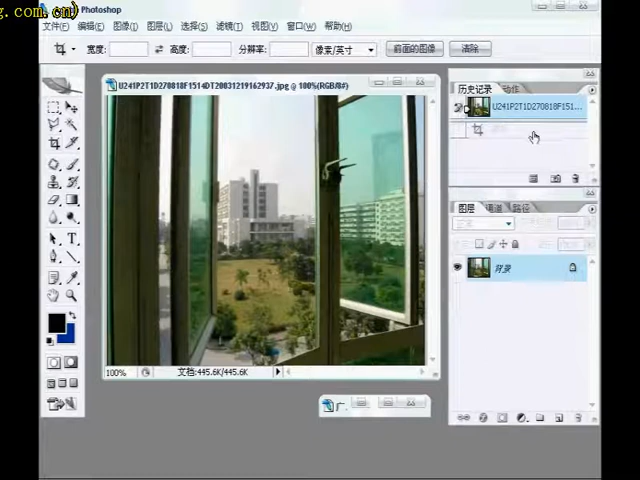 g.com.cn)
Photoshop
文件(F) 编辑(E) 图像(I) 图层(L) 选择(S) 滤镜(T) 视图(V) 窗口(W) 帮助(H)
宽度: 高度: 分辨率: 像素/英寸 前面的图像 清除
U241P2T1D270818F1514DT20031219162937.jpg @ 100%(RGB/8#)
历史记录 动作
U241P2T1D270818F151...
图层 通道 路径
正常
背景
100% 文档:445.6K/445.6K
广.